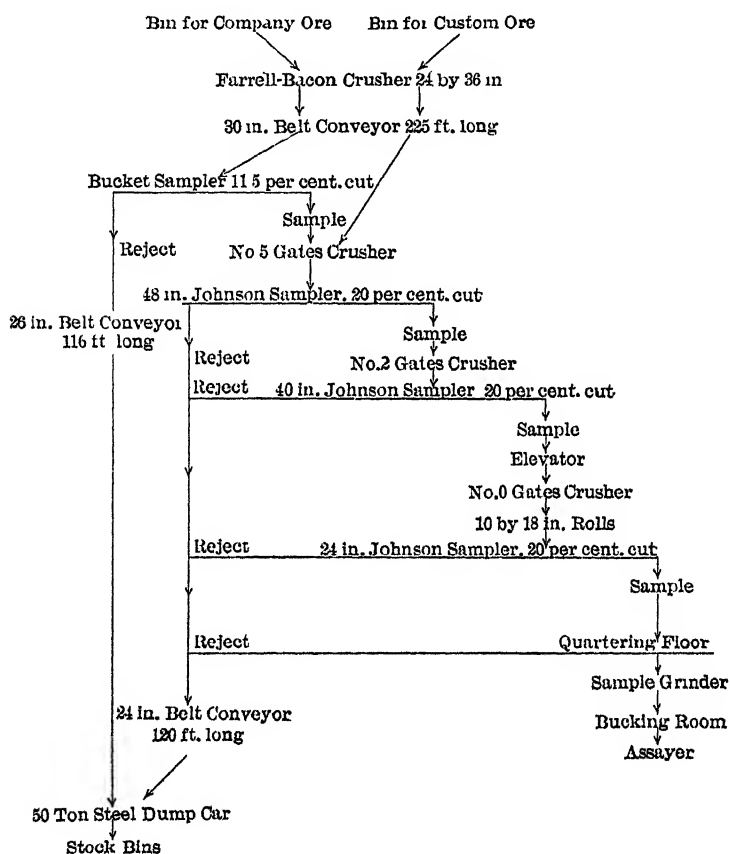 Bin for Company Ore Bin for Custom Ore
Farrell-Bacon Crusher 24 by 36 in
30 in. Belt Conveyor 225 ft. long
Bucket Sampler 11 5 per cent. cut
Sample
Reject
No 5 Gates Crusher
48 in. Johnson Sampler. 20 per cent. cut
26 in. Belt Conveyor
116 ft long
Sample
Reject
No.2 Gates Crusher
Reject
40 in. Johnson Sampler 20 per cent. cut
Sample
Elevator
No.0 Gates Crusher
10 by 18 in. Rolls
Reject
24 in. Johnson Sampler. 20 per cent. cut
Sample
Reject
Quartering Floor
Sample Grinder
24 in. Belt Conveyor
120 ft. long
Bucking Room
Assayer
50 Ton Steel Dump Car
Stock Bins